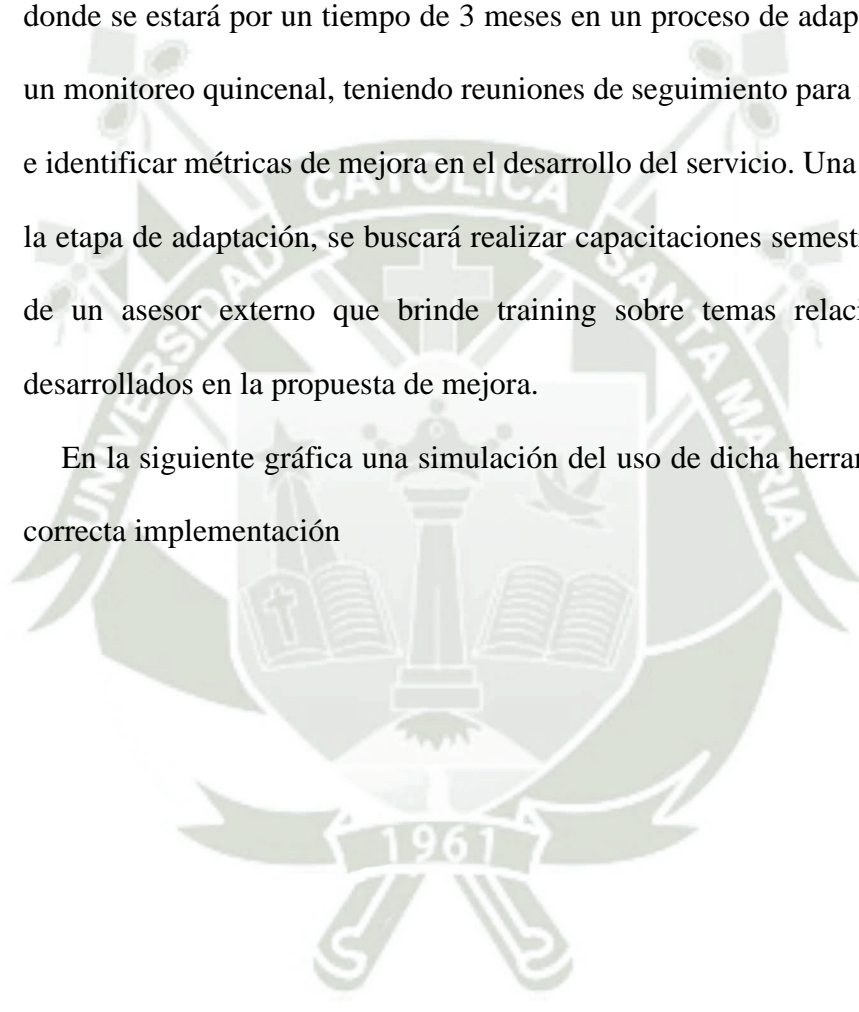 donde se estará por un tiempo de 3 meses en un proceso de adap
un monitoreo quincenal, teniendo reuniones de seguimiento para
e identificar métricas de mejora en el desarrollo del servicio. Una
la etapa de adaptación, se buscará realizar capacitaciones semest
de un asesor externo que brinde training sobre temas relaci
desarrollados en la propuesta de mejora.
En la siguiente gráfica una simulación del uso de dicha herra
correcta implementación
UNIVERSIDAD CATOLICA SANTA MARIA
1961